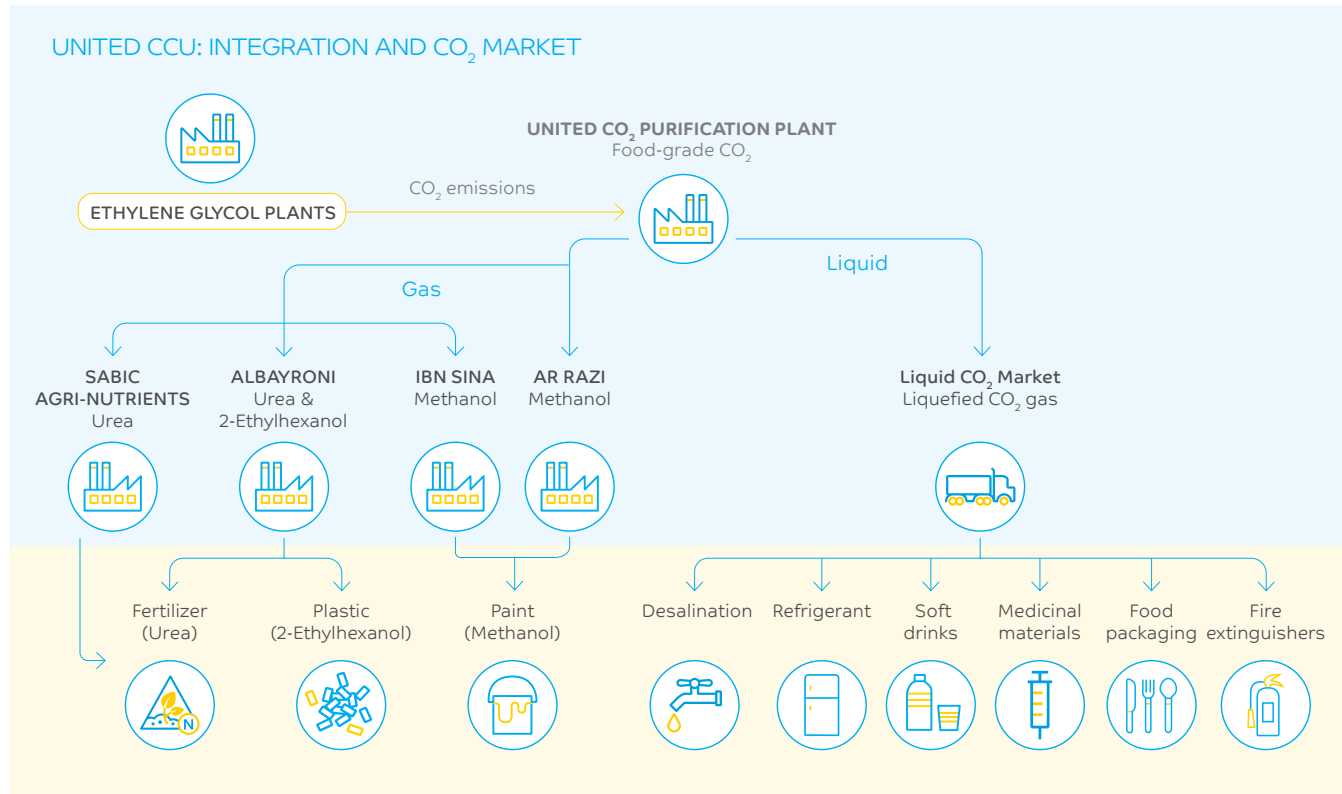 UNITED CCU: INTEGRATION AND CO₂ MARKET
UNITED CO₂ PURIFICATION PLANT
Food-grade CO₂
CO₂ emissions
ETHYLENE GLYCOL PLANTS
Liquid
Gas
SABIC
AGRI-NUTRIENTS
Urea
ALBAYRONI
Urea &
2-Ethylhexanol
IBN SINA
Methanol
AR RAZI
Methanol
Liquid CO₂ Market
Liquefied CO₂ gas
Fertilizer
(Urea)
Plastic
(2-Ethylhexanol)
Paint
(Methanol)
Desalination
Refrigerant
Soft
drinks
Medicinal
materials
Food
packaging
Fire
extinguishers
N